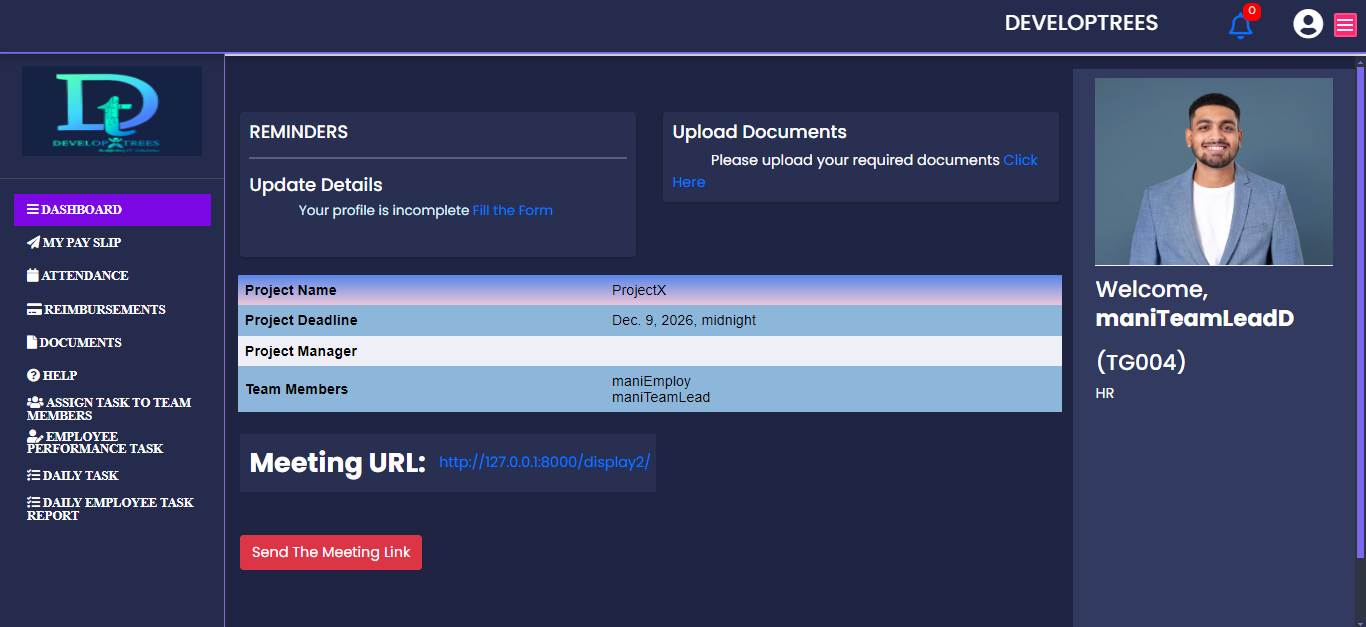 DEVELOPTREES
0
DEVELOP TREES
DASHBOARD
MY PAY SLIP
ATTENDANCE
REIMBURSEMENTS
DOCUMENTS
HELP
ASSIGN TASK TO TEAM
MEMBERS
EMPLOYEE
PERFORMANCE TASK
DAILY TASK
DAILY EMPLOYEE TASK
REPORT
REMINDERS
Update Details
Your profile is incomplete Fill the Form
Upload Documents
Please upload your required documents Click
Here
Project Name ProjectX
Project Deadline Dec. 9, 2026, midnight
Project Manager
Team Members maniEmploy
maniTeamLead
Meeting URL: http://127.0.0.1:8000/display2/
Send The Meeting Link
Welcome,
maniTeamLeadD
(TG004)
HR